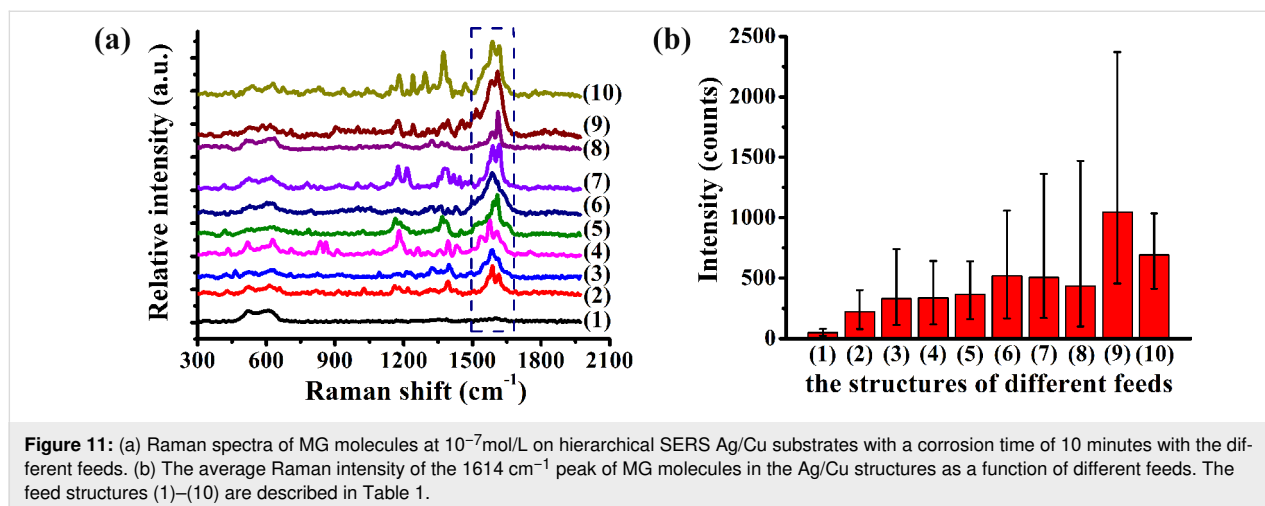 (a)
Relative intensity (a.u.)
(10)
(9)
(8)
(7)
(6)
(5)
(4)
(3)
(2)
(1)
300 600 900 1200 1500 1800 2100
Raman shift (cm⁻¹)
(b)
Intensity (counts)
2500
2000
1500
1000
500
0
(1) (2) (3) (4) (5) (6) (7) (8) (9) (10)
the structures of different feeds
Figure 11: (a) Raman spectra of MG molecules at 10⁻⁷mol/L on hierarchical SERS Ag/Cu substrates with a corrosion time of 10 minutes with the dif-
ferent feeds. (b) The average Raman intensity of the 1614 cm⁻¹ peak of MG molecules in the Ag/Cu structures as a function of different feeds. The
feed structures (1)–(10) are described in Table 1.